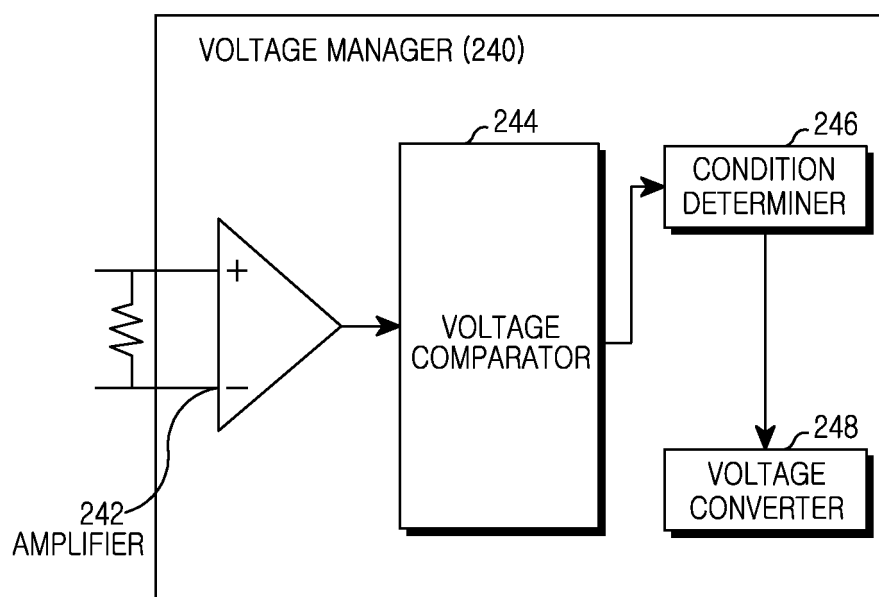 VOLTAGE MANAGER (240)
244
246
CONDITION
DETERMINER
+
VOLTAGE
COMPARATOR
−
248
VOLTAGE
CONVERTER
242
AMPLIFIER